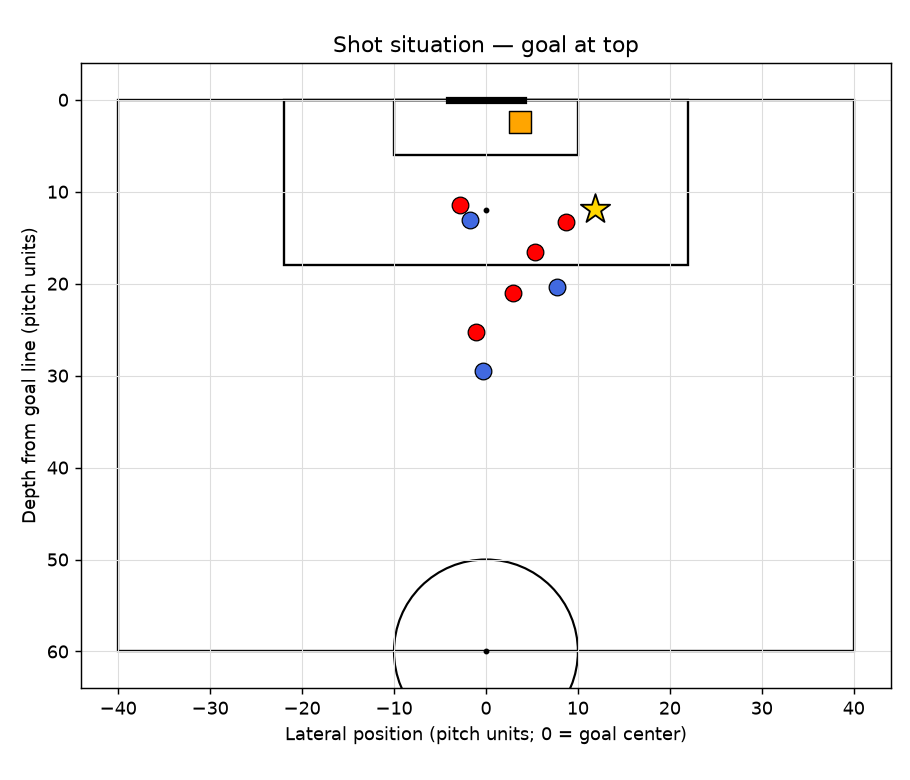 Shot situation — goal at top
Depth from goal line (pitch units)
0
10
20
30
40
50
60
−40 −30 −20 −10 0 10 20 30 40
Lateral position (pitch units; 0 = goal center)